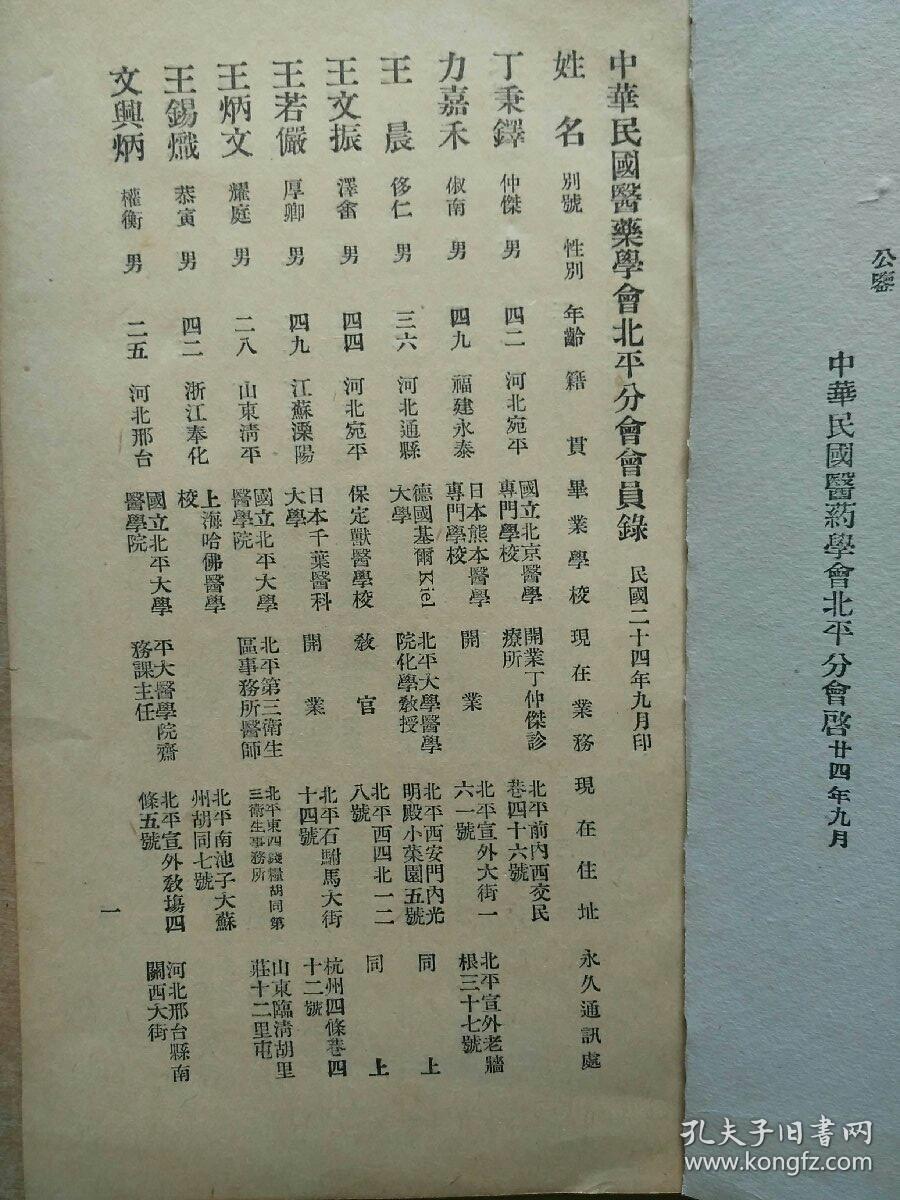 公鑒
中華民國醫葯學會北平分會啓 廿四年九月
中華民國醫藥學會北平分會會員錄 民國二十四年九月印
姓名 別號 性別 年齡 籍貫 畢業學校 現在業務 現在住址 永久通訊處
丁秉鐸 仲傑 男 四二 河北宛平 國立北京醫學專門學校 開業丁仲傑診療所 北平前內西交民巷四十六號
力嘉禾 俶南 男 四九 福建永泰 日本熊本醫學專門學校 開業 北平宣外大街一六一號 北平宣外老牆根三十七號
王晨 侈仁 男 三六 河北通縣 德國基爾Kiel大學 北平大學醫學院化學教授 北平西安門內光明殿小菜園五號 同上
王文振 澤畬 男 四四 河北宛平 保定獸醫學校 教官 北平西四北一二八號 同上
王若儼 厚卿 男 四九 江蘇溧陽 日本千葉醫科大學 開業 北平石駙馬大街十四號 杭州四條巷四十二號
王炳文 耀庭 男 二八 山東清平 國立北平大學醫學院 北平第三衛生區事務所醫師 北平東四錢糧胡同第三衛生事務所 山東臨清胡里莊十二里屯
王錫熾 恭寅 男 四二 浙江奉化 上海哈佛醫學校 北平南池子大蘇州胡同七號
文興炳 權衡 男 二五 河北邢台 國立北平大學醫學院 平大醫學院齋務課主任 北平宣外教場四條五號 河北邢台縣南關西大街
一
孔夫子旧书网
www.kongfz.com